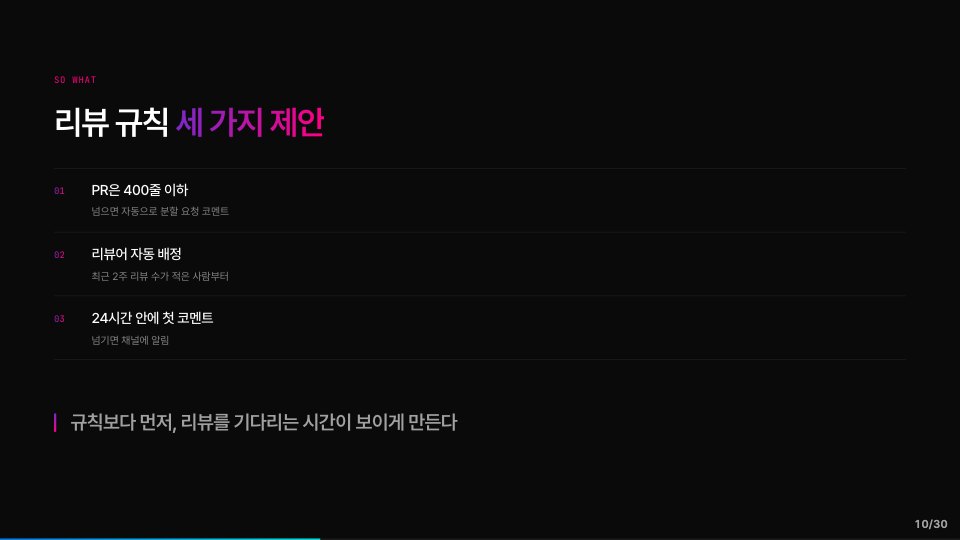 SO WHAT
리뷰 규칙 세 가지 제안
01
PR은 400줄 이하
넘으면 자동으로 분할 요청 코멘트
02
리뷰어 자동 배정
최근 2주 리뷰 수가 적은 사람부터
03
24시간 안에 첫 코멘트
넘기면 채널에 알림
규칙보다 먼저, 리뷰를 기다리는 시간이 보이게 만든다
10/30